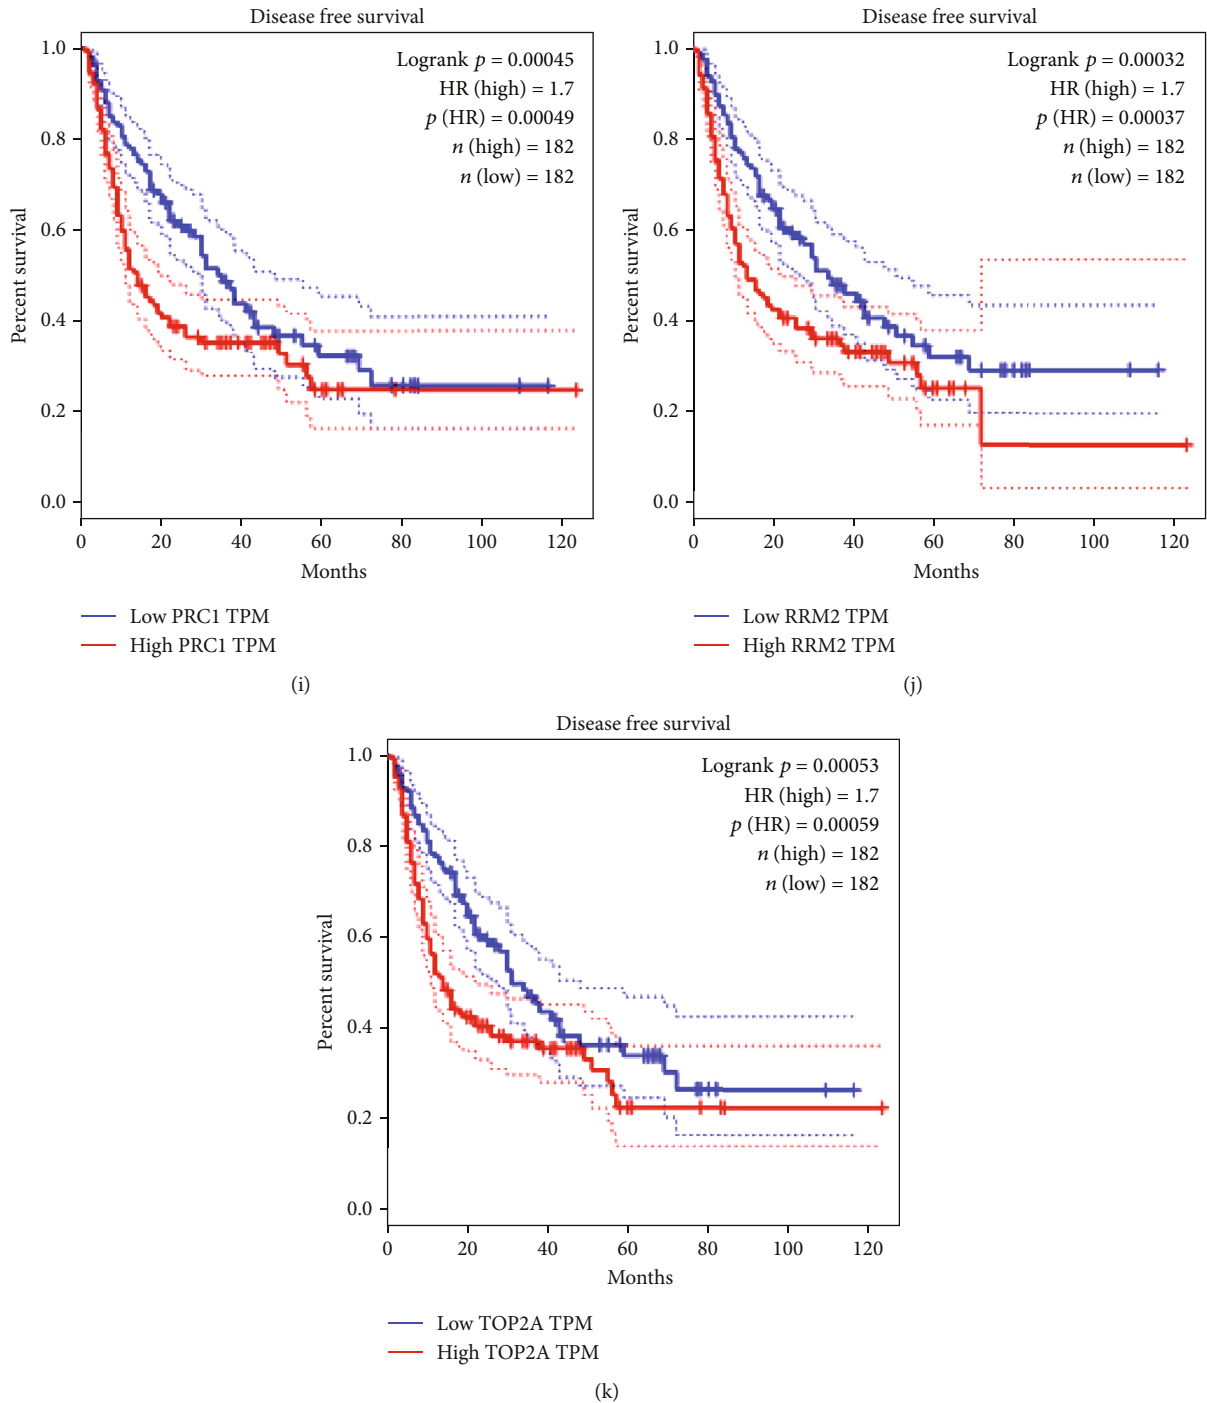 Disease free survival
Logrank p = 0.00045
HR (high) = 1.7
p (HR) = 0.00049
n (high) = 182
n (low) = 182
Percent survival
1.0
0.8
0.6
0.4
0.2
0.0
0 20 40 60 80 100 120
Months
Low PRC1 TPM
High PRC1 TPM
(i)
Disease free survival
Logrank p = 0.00032
HR (high) = 1.7
p (HR) = 0.00037
n (high) = 182
n (low) = 182
Percent survival
1.0
0.8
0.6
0.4
0.2
0.0
0 20 40 60 80 100 120
Months
Low RRM2 TPM
High RRM2 TPM
(j)
Disease free survival
Logrank p = 0.00053
HR (high) = 1.7
p (HR) = 0.00059
n (high) = 182
n (low) = 182
Percent survival
1.0
0.8
0.6
0.4
0.2
0.0
0 20 40 60 80 100 120
Months
Low TOP2A TPM
High TOP2A TPM
(k)